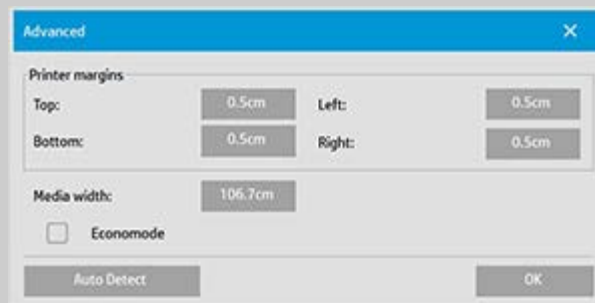 Advanced
Printer margins
Top: 0.5cm Left: 0.5cm
Bottom: 0.5cm Right: 0.5cm
Media width: 106.7cm
Economode
Auto Detect OK